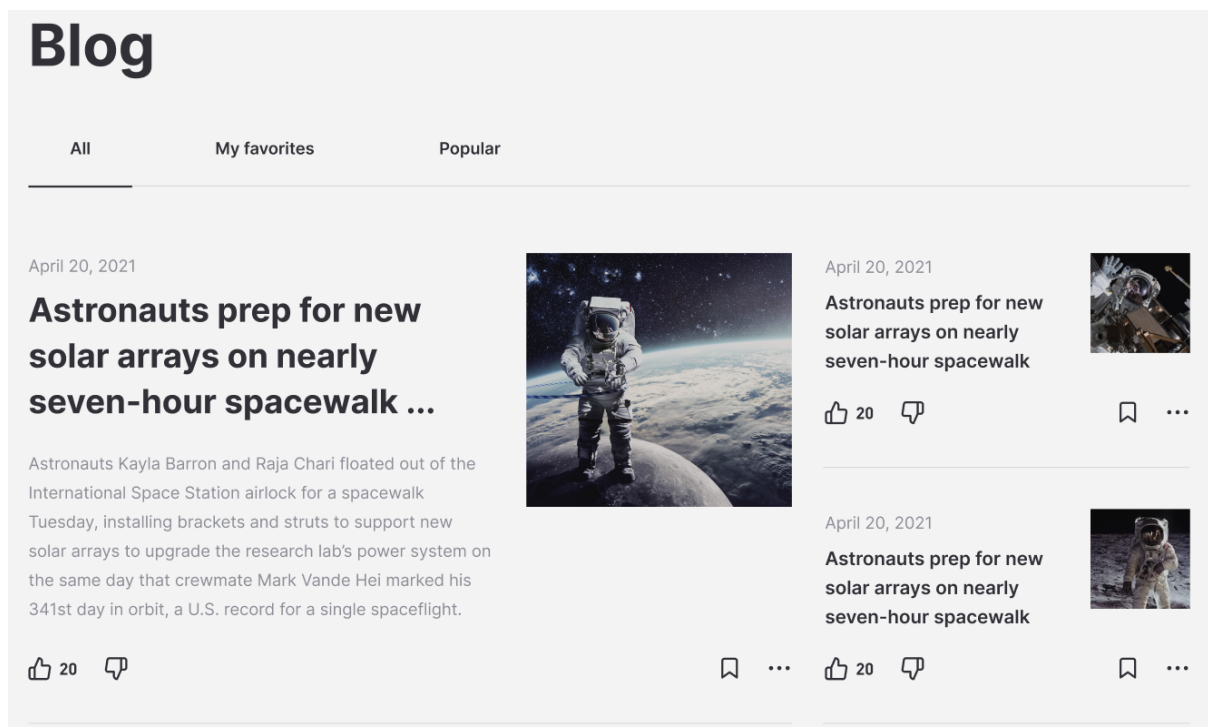 Blog
All
My favorites
Popular
April 20, 2021
Astronauts prep for new
solar arrays on nearly
seven-hour spacewalk ...
Astronauts Kayla Barron and Raja Chari floated out of the
International Space Station airlock for a spacewalk
Tuesday, installing brackets and struts to support new
solar arrays to upgrade the research lab’s power system on
the same day that crewmate Mark Vande Hei marked his
341st day in orbit, a U.S. record for a single spaceflight.
20
April 20, 2021
Astronauts prep for new
solar arrays on nearly
seven-hour spacewalk
20
April 20, 2021
Astronauts prep for new
solar arrays on nearly
seven-hour spacewalk
20